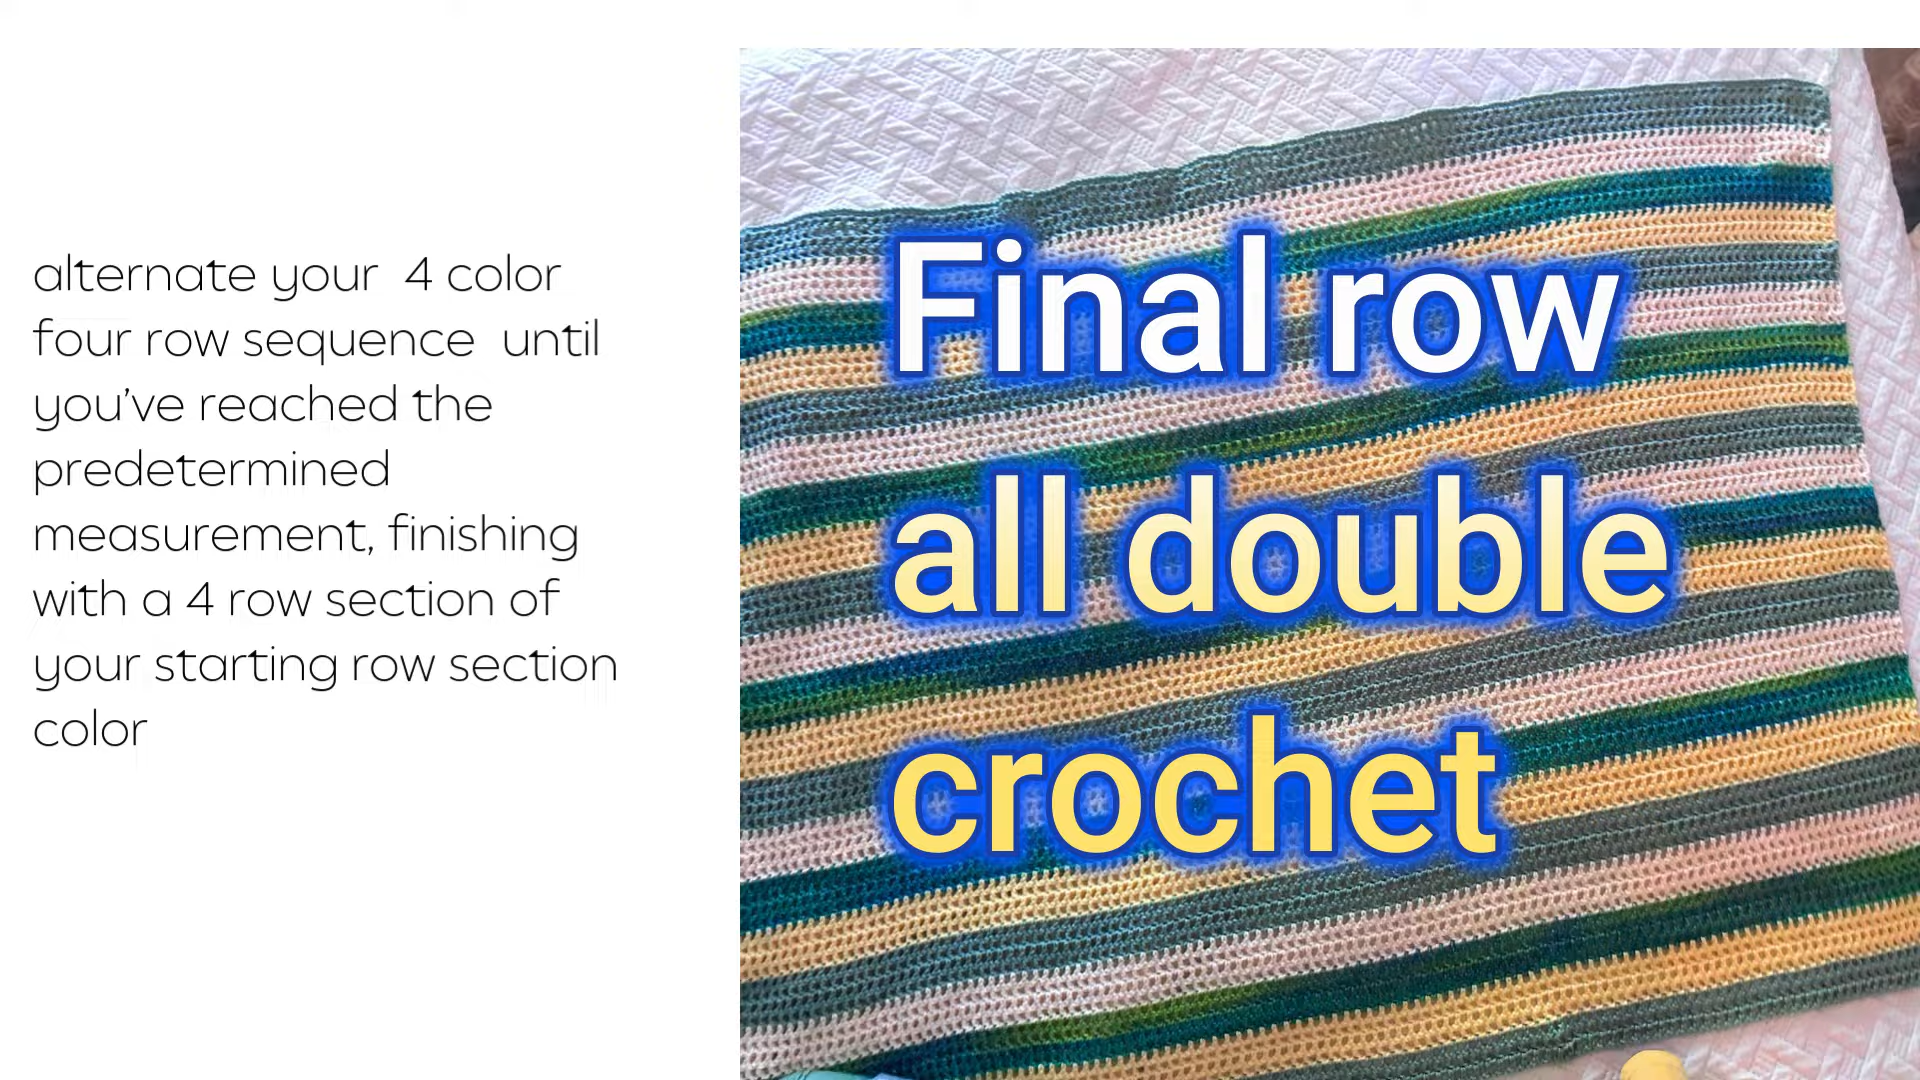 alternate your 4 color
four row sequence until
you've reached the
predetermined
measurement, finishing
with a 4 row section of
your starting row section
color
Final row
all double
crochet